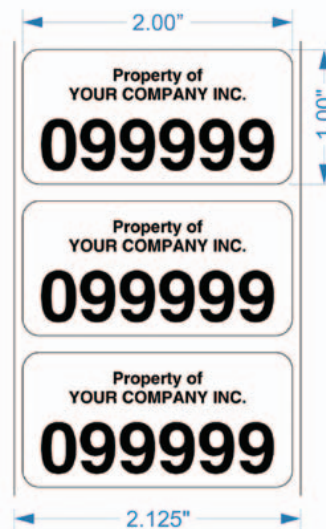 2.00"
Property of
YOUR COMPANY INC.
099999
1.00"
Property of
YOUR COMPANY INC.
099999
Property of
YOUR COMPANY INC.
099999
2.125"